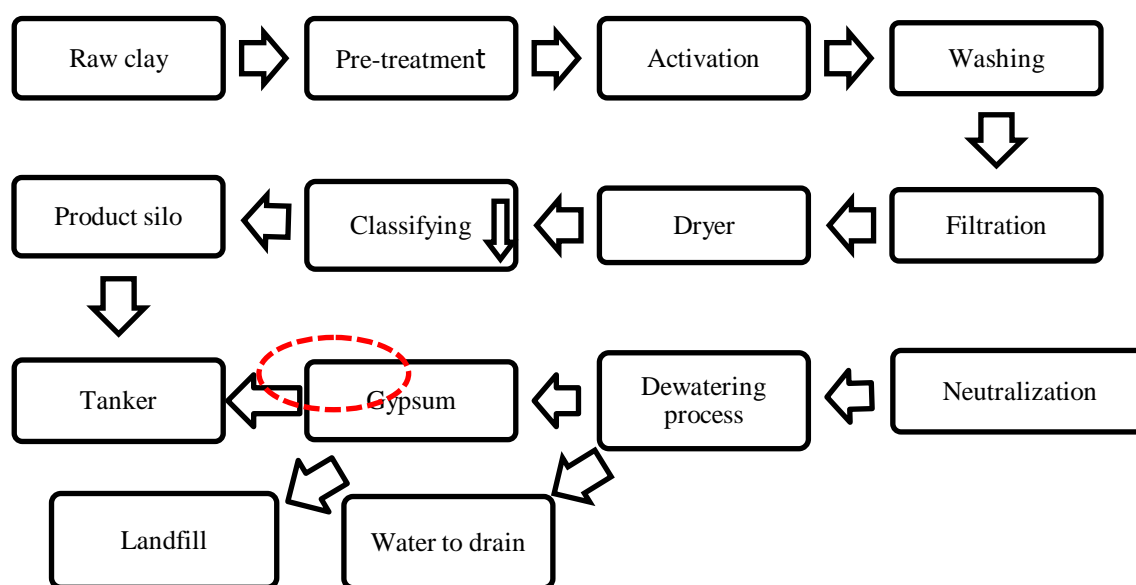 Raw clay
Pre-treatment
Activation
Washing
Product silo
Classifying
Dryer
Filtration
Tanker
Gypsum
Dewatering
process
Neutralization
Landfill
Water to drain